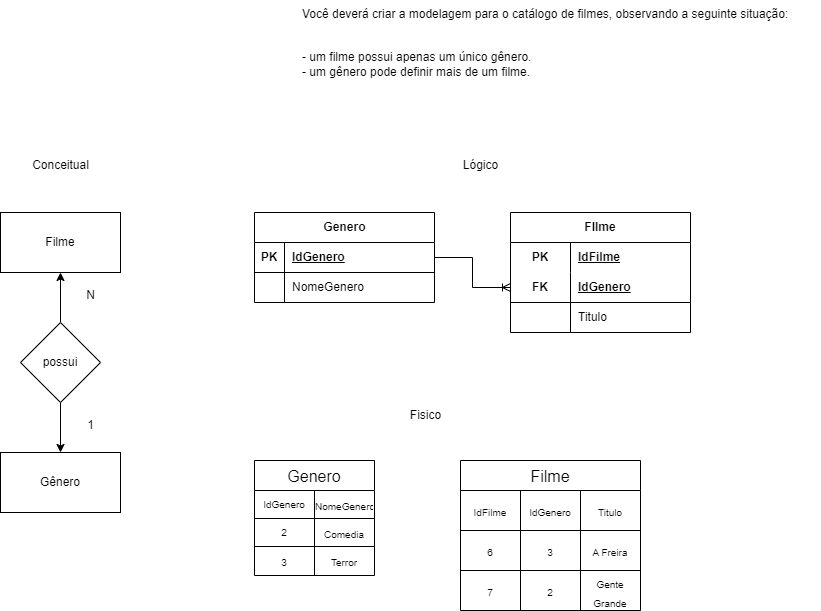 Você deverá criar a modelagem para o catálogo de filmes, observando a seguinte situação:
- um filme possui apenas um único gênero.
- um gênero pode definir mais de um filme.
Conceitual
Lógico
Filme
N
possui
1
Gênero
Genero
PK IdGenero
NomeGenero
FIlme
PK IdFilme
FK IdGenero
Titulo
Fisico
Genero
IdGenero NomeGenero
2 Comedia
3 Terror
Filme
IdFilme IdGenero Titulo
6 3 A Freira
7 2 Gente
Grande